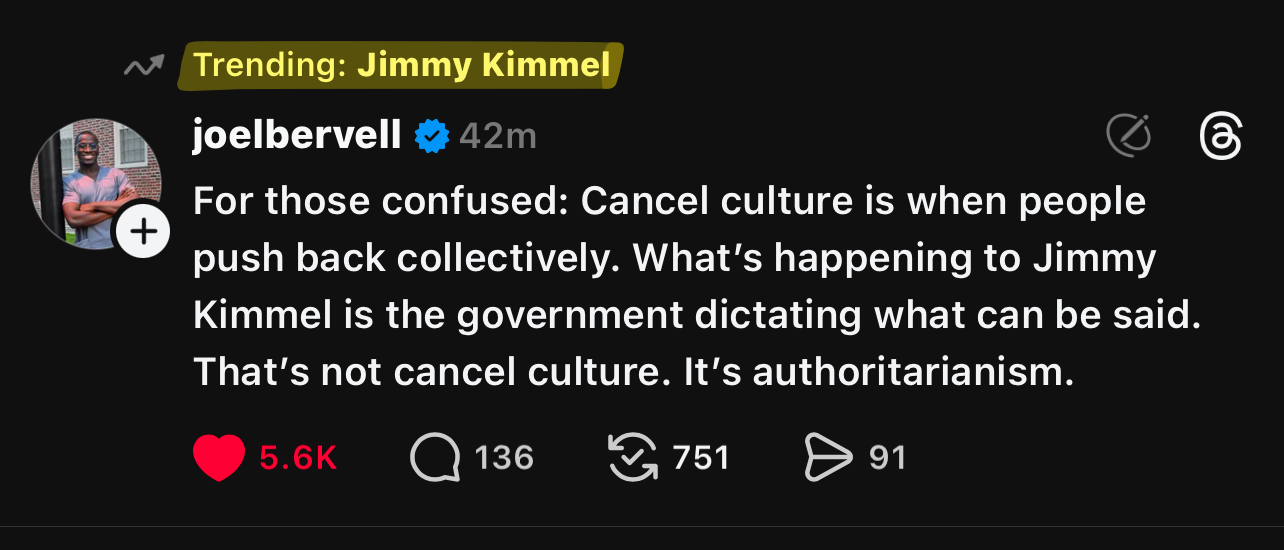 Trending: Jimmy Kimmel
joelbervell 42m
For those confused: Cancel culture is when people
push back collectively. What’s happening to Jimmy
Kimmel is the government dictating what can be said.
That’s not cancel culture. It’s authoritarianism.
5.6K 136 751 91